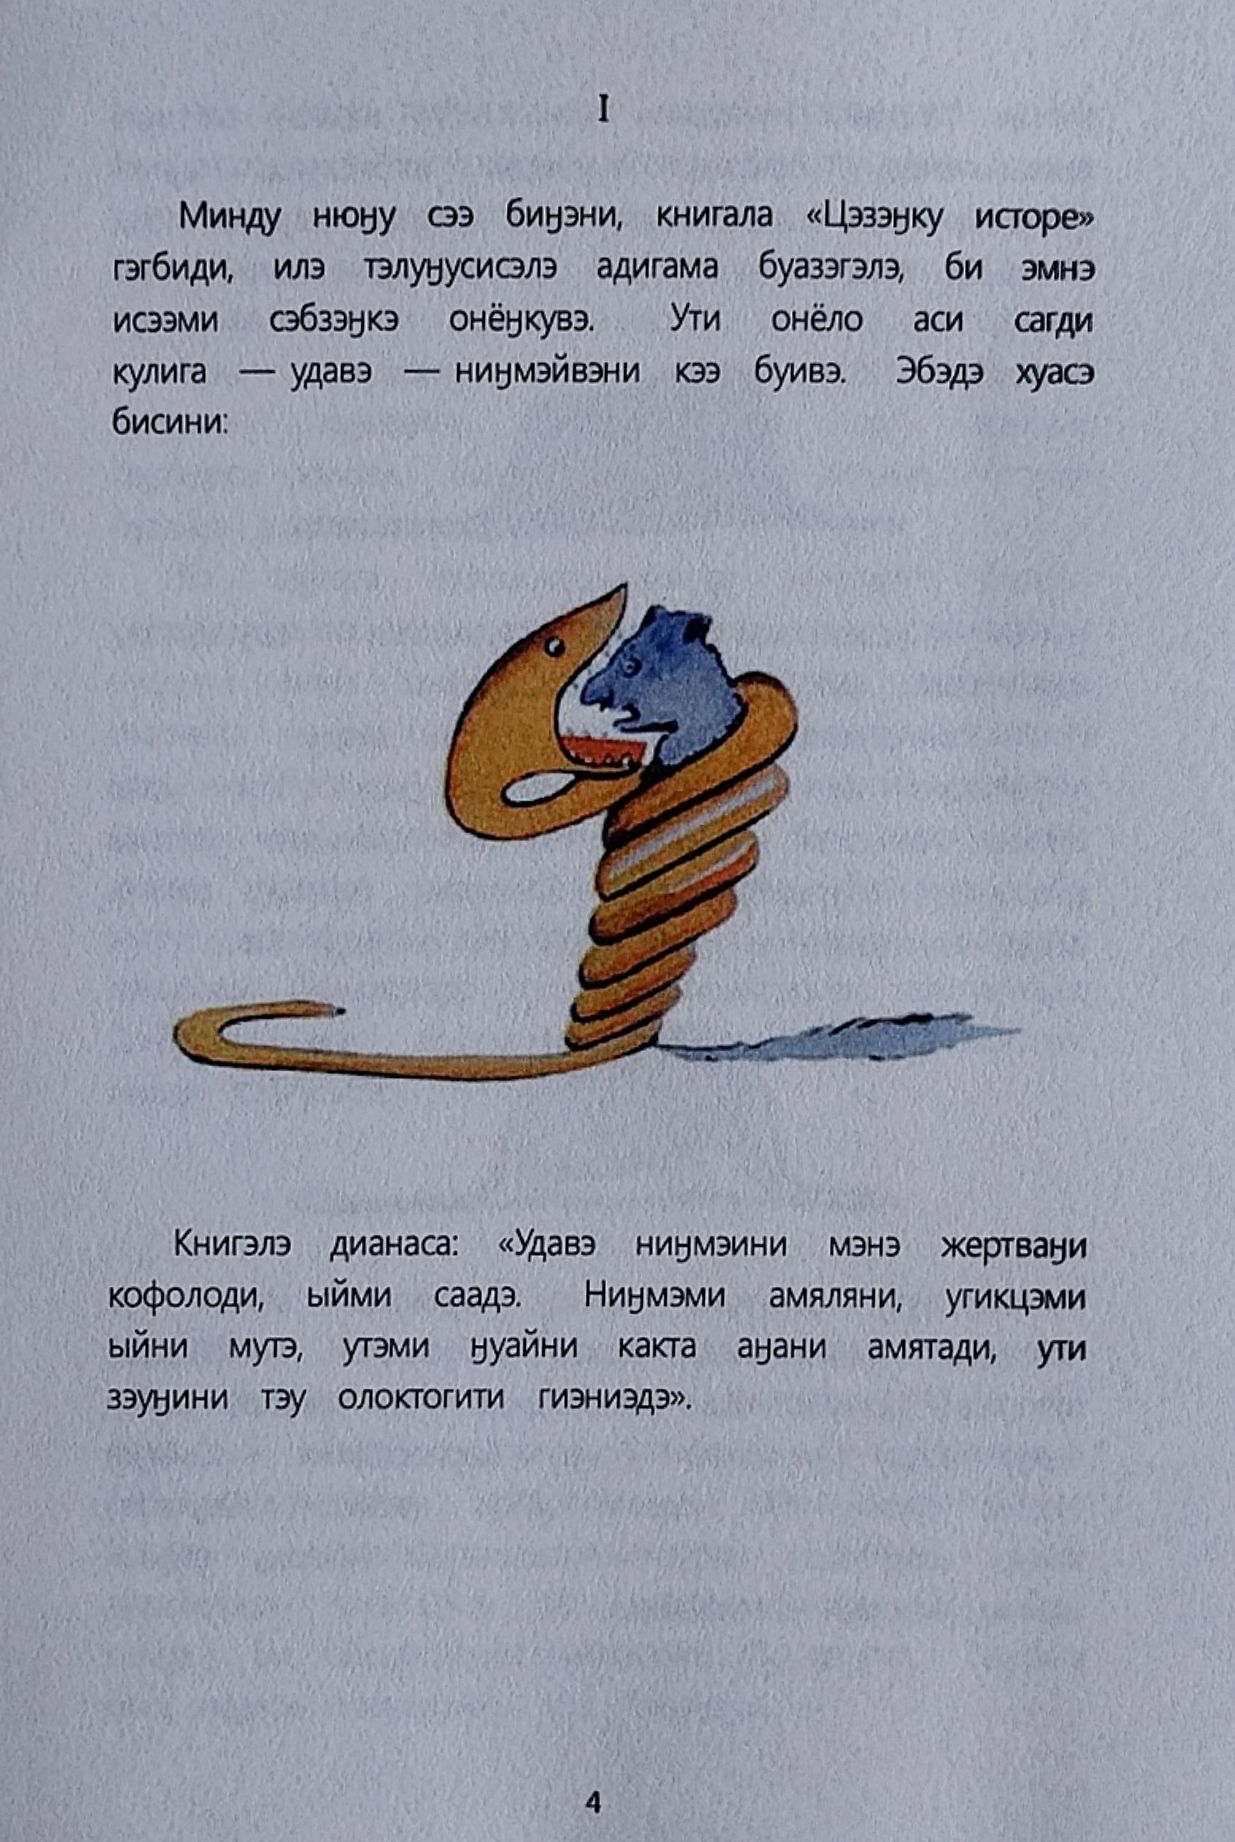 I
Минду нюӈу сээ биӈэни, книгала «Цэзэӈку историе»
гэгбиди, илэ тэлуӈусисэлэ адигама буазэгэлэ, би эмнэ
исээми сэбзэӈкэ онёӈкувэ. Ути онёло аси сагди
кулига — удавэ — ниӈмэйвэни кээ буивэ. Эбэдэ хуасэ
бисини:
Книгэлэ дианаса: «Удавэ ниӈмэини мэнэ жертваӈи
кофолоди, ыйми саадэ. Ниӈмэми амяляни, угикцэми
ыйни мутэ, утэми ӈуайни какта аӈани амятади, ути
зэуӈини тэу олоктогити гиэниэдэ».
4